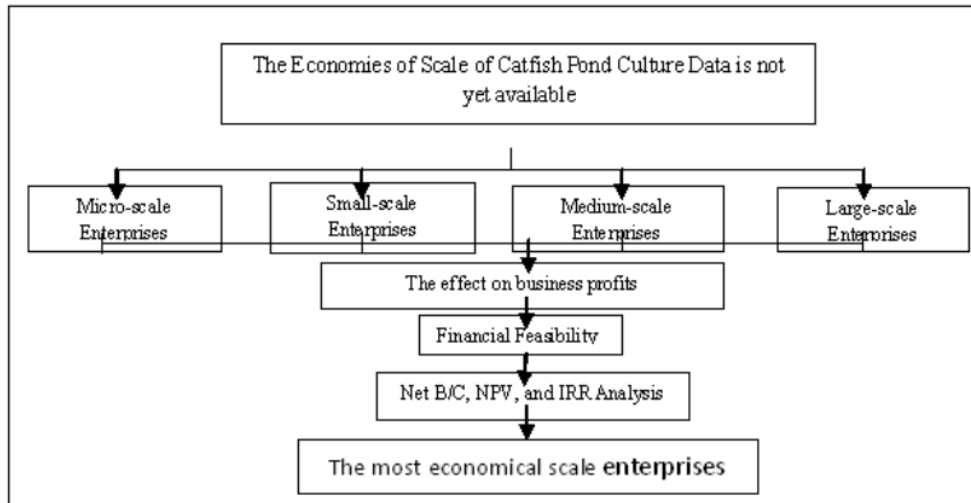 The Economies of Scale of Catfish Pond Culture Data is not
yet available
Micro-scale
Enterprises
Small-scale
Enterprises
Medium-scale
Enterprises
Large-scale
Enterprises
The effect on business profits
Financial Feasibility
Net B/C, NPV, and IRR Analysis
The most economical scale enterprises